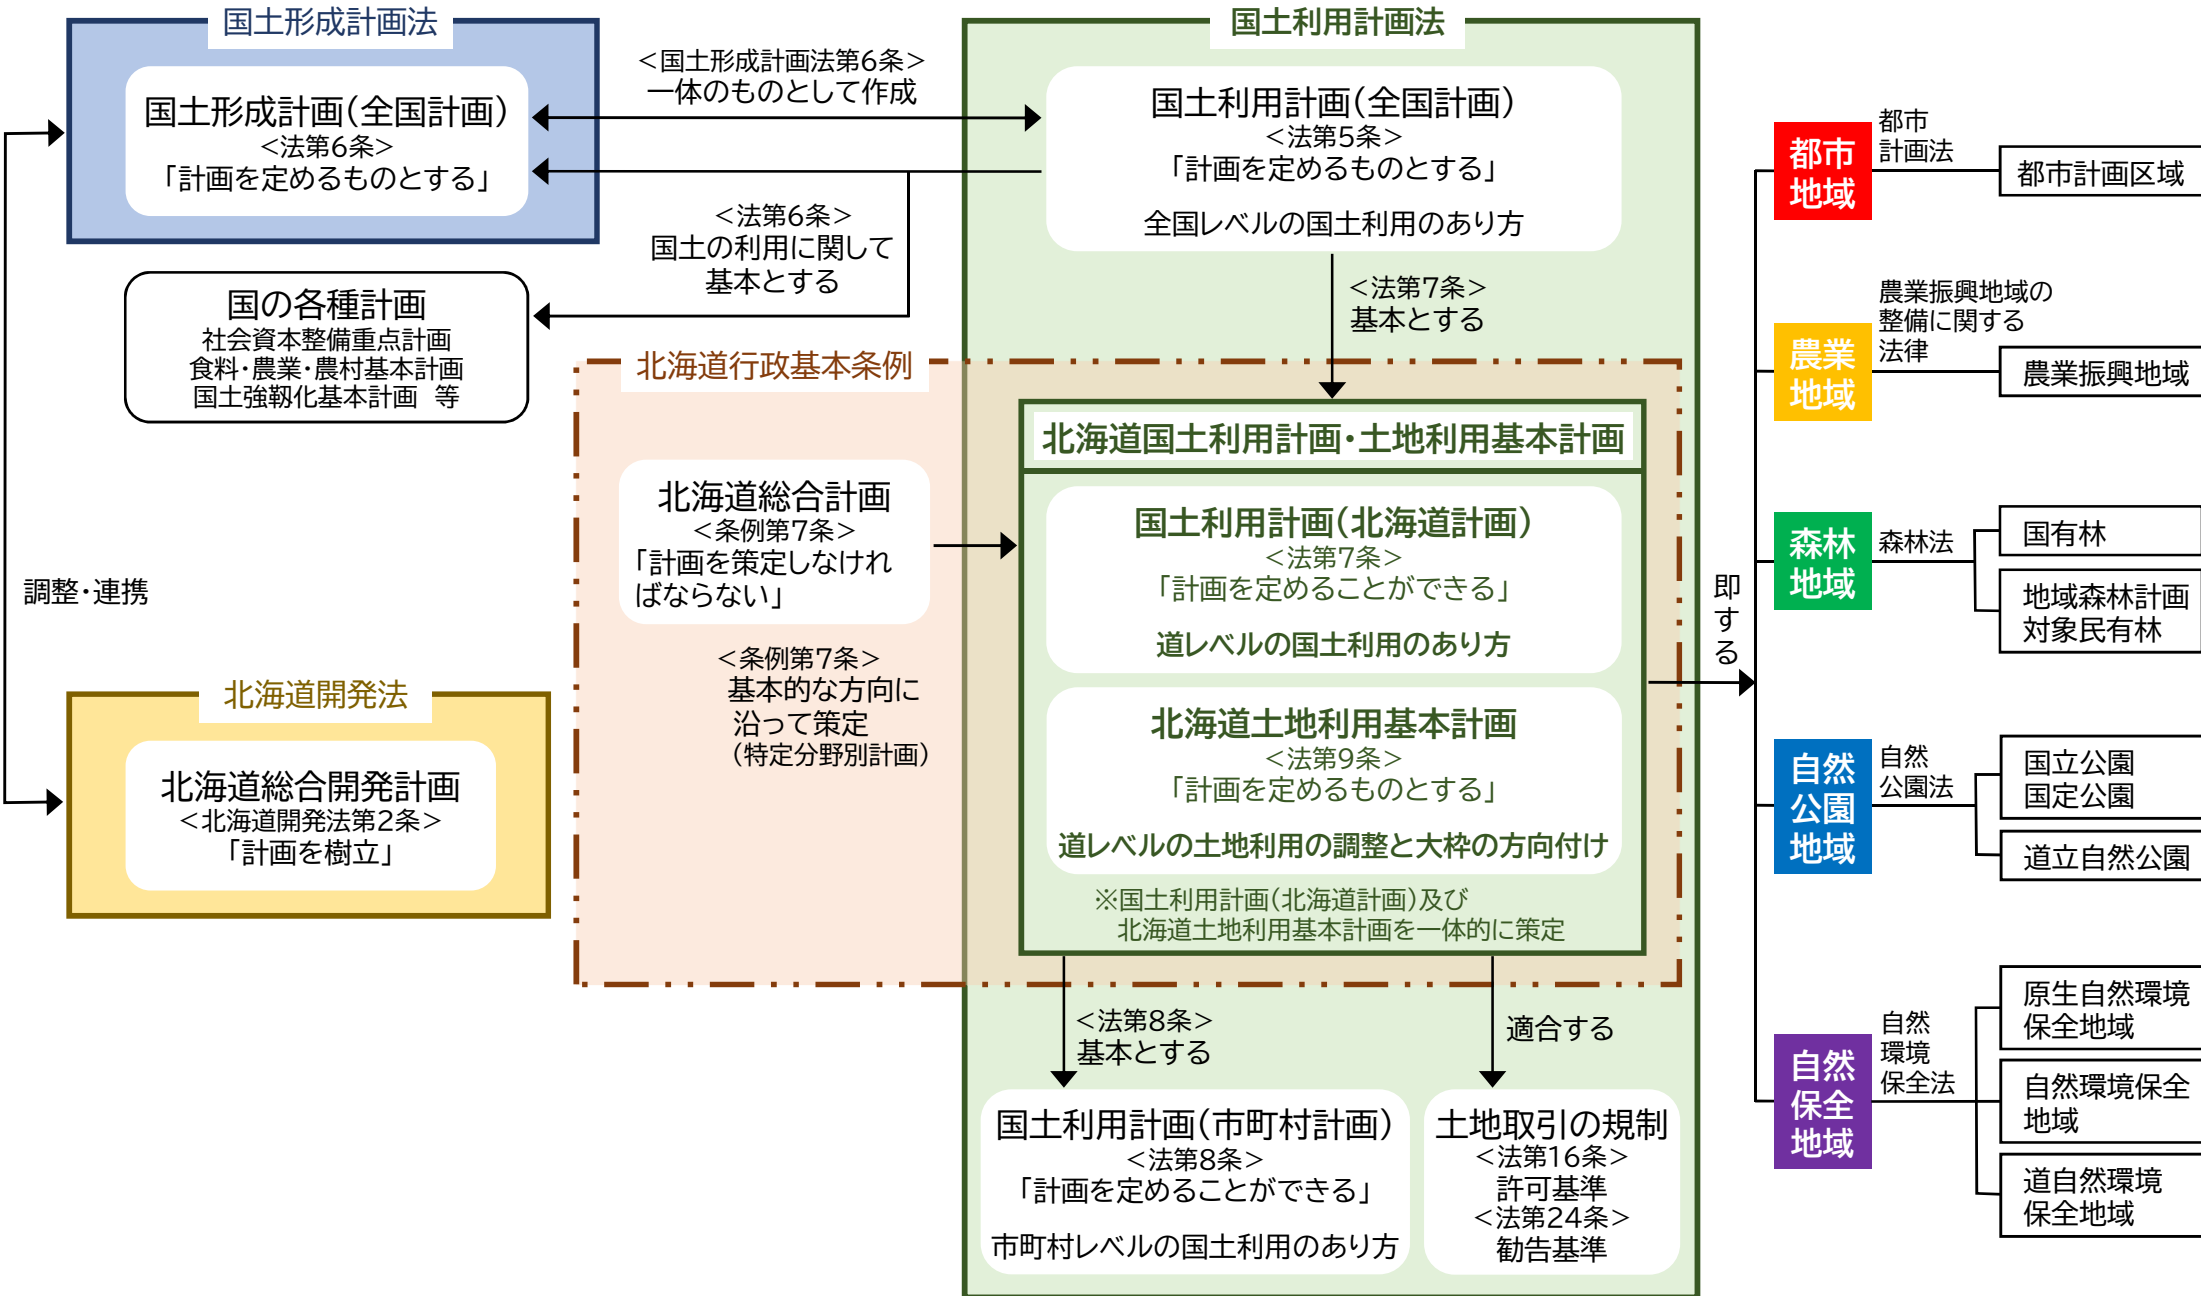 国土形成計画法
国土形成計画(全国計画)
<法第6条>
「計画を定めるものとする」
<国土形成計画法第6条>
一体のものとして作成
<法第6条>
国土の利用に関して
基本とする
国の各種計画
社会資本整備重点計画
食料・農業・農村基本計画
国土強靱化基本計画 等
調整・連携
北海道開発法
北海道総合開発計画
<北海道開発法第2条>
「計画を樹立」
国土利用計画法
国土利用計画(全国計画)
<法第5条>
「計画を定めるものとする」
全国レベルの国土利用のあり方
<法第7条>
基本とする
北海道行政基本条例
北海道総合計画
<条例第7条>
「計画を策定しなけれ
ばならない」
<条例第7条>
基本的な方向に
沿って策定
(特定分野別計画)
北海道国土利用計画・土地利用基本計画
国土利用計画(北海道計画)
<法第7条>
「計画を定めることができる」
道レベルの国土利用のあり方
北海道土地利用基本計画
<法第9条>
「計画を定めるものとする」
道レベルの土地利用の調整と大枠の方向付け
※国土利用計画(北海道計画)及び
北海道土地利用基本計画を一体的に策定
<法第8条>
基本とする
適合する
国土利用計画(市町村計画)
<法第8条>
「計画を定めることができる」
市町村レベルの国土利用のあり方
土地取引の規制
<法第16条>
許可基準
<法第24条>
勧告基準
即する
都市
地域
都市
計画法
都市計画区域
農業
地域
農業振興地域の
整備に関する
法律
農業振興地域
森林
地域
森林法
国有林
地域森林計画
対象民有林
自然
公園
地域
自然
公園法
国立公園
国定公園
道立自然公園
自然
保全
地域
自然
環境
保全法
原生自然環境
保全地域
自然環境保全
地域
道自然環境
保全地域